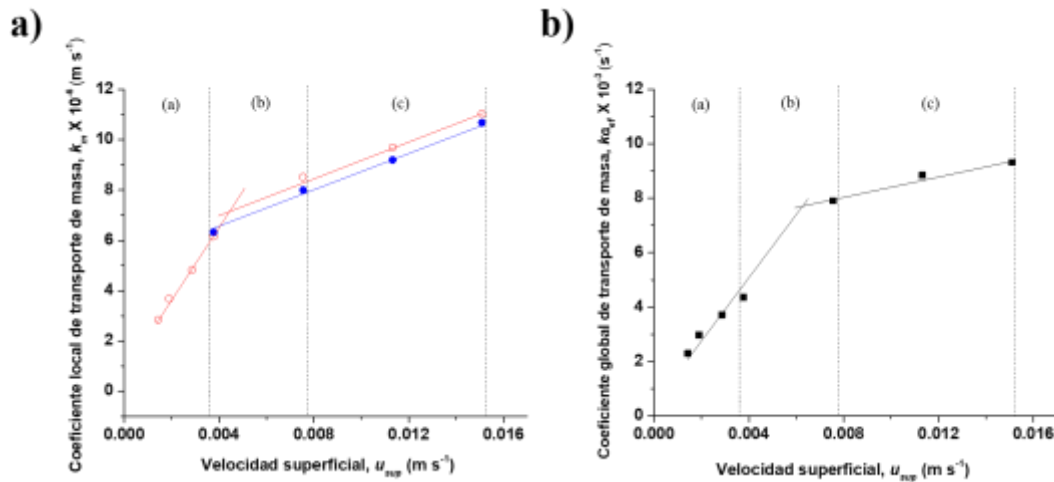 a)
Coeficiente local de transporte de masa, kₘ X 10⁻⁶ (m s⁻¹)
12
10
8
6
4
2
0
(a)
(b)
(c)
0.000
0.004
0.008
0.012
0.016
Velocidad superficial, u_sup (m s⁻¹)
b)
Coeficiente global de transporte de masa, ka_ef X 10⁻³ (s⁻¹)
12
10
8
6
4
2
0
(a)
(b)
(c)
0.000
0.004
0.008
0.012
0.016
Velocidad superficial, u_sup (m s⁻¹)